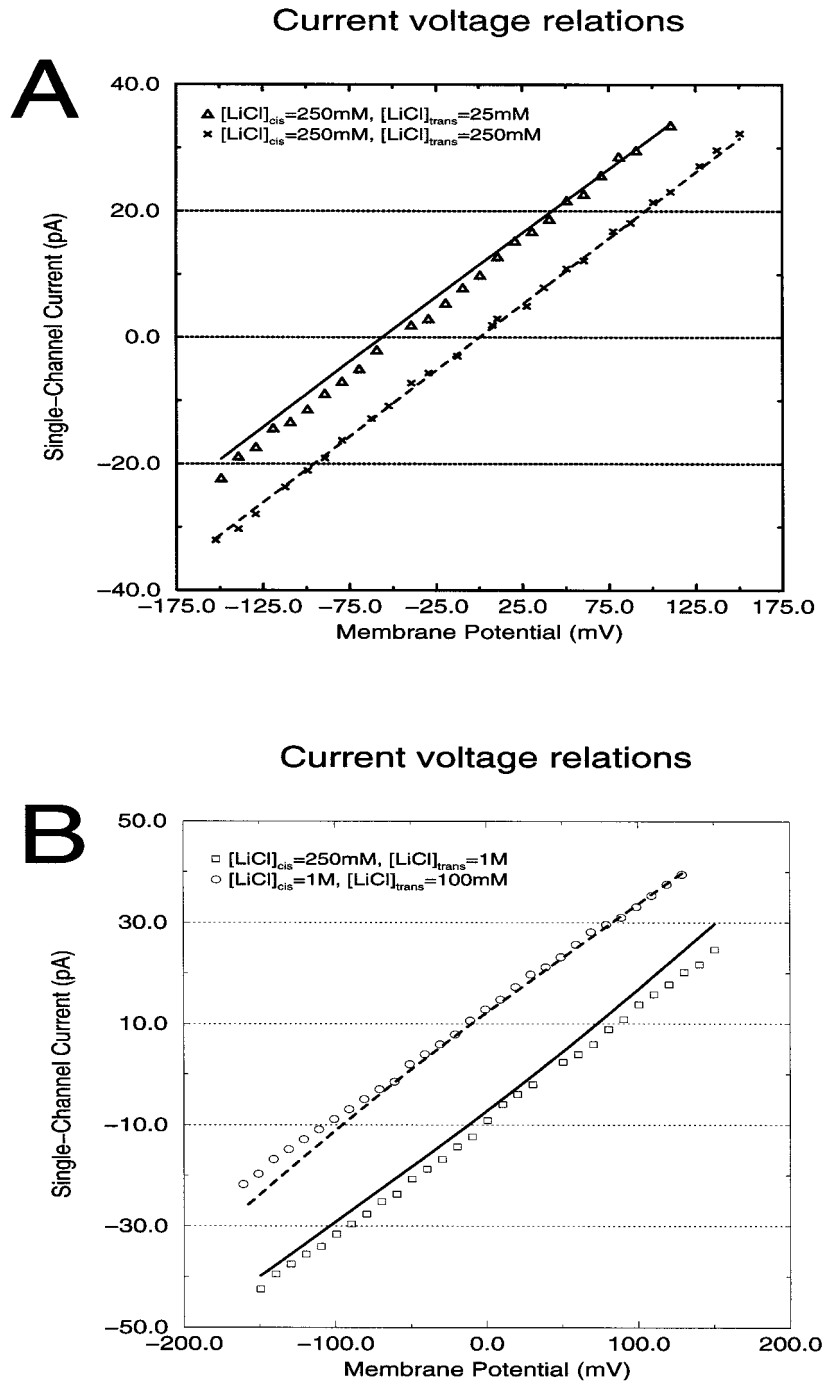 Current voltage relations
A
40.0
[LiCl]cis=250mM, [LiCl]trans=25mM
[LiCl]cis=250mM, [LiCl]trans=250mM
20.0
Single–Channel Current (pA)
0.0
−20.0
−40.0
−175.0 −125.0 −75.0 −25.0 25.0 75.0 125.0 175.0
Membrane Potential (mV)
Current voltage relations
B
50.0
[LiCl]cis=250mM, [LiCl]trans=1M
[LiCl]cis=1M, [LiCl]trans=100mM
30.0
Single–Channel Current (pA)
10.0
−10.0
−30.0
−50.0
−200.0 −100.0 0.0 100.0 200.0
Membrane Potential (mV)